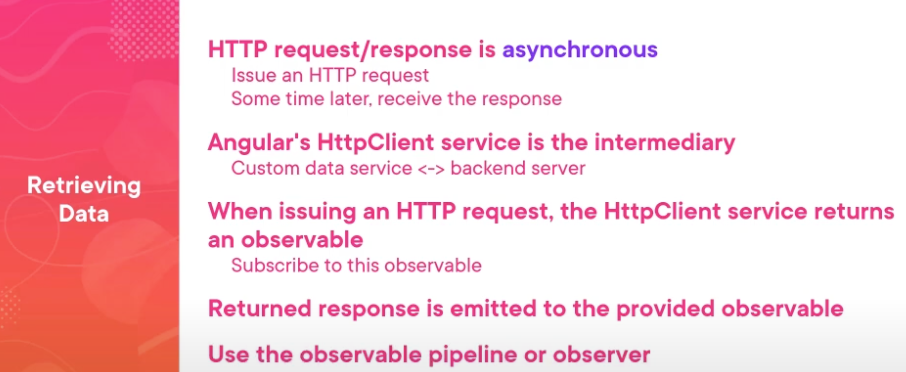 Retrieving
Data
HTTP request/response is asynchronous
Issue an HTTP request
Some time later, receive the response
Angular's HttpClient service is the intermediary
Custom data service <-> backend server
When issuing an HTTP request, the HttpClient service returns
an observable
Subscribe to this observable
Returned response is emitted to the provided observable
Use the observable pipeline or observer